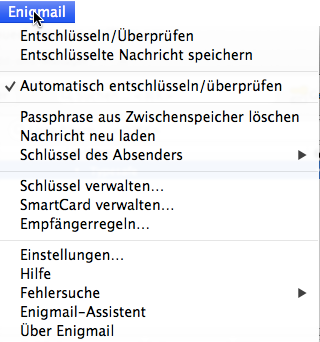 Enigmail
Entschlüsseln/Überprüfen
Entschlüsselte Nachricht speichern
Automatisch entschlüsseln/überprüfen
Passphrase aus Zwischenspeicher löschen
Nachricht neu laden
Schlüssel des Absenders
Schlüssel verwalten...
SmartCard verwalten...
Empfängerregeln...
Einstellungen...
Hilfe
Fehlersuche
Enigmail-Assistent
Über Enigmail